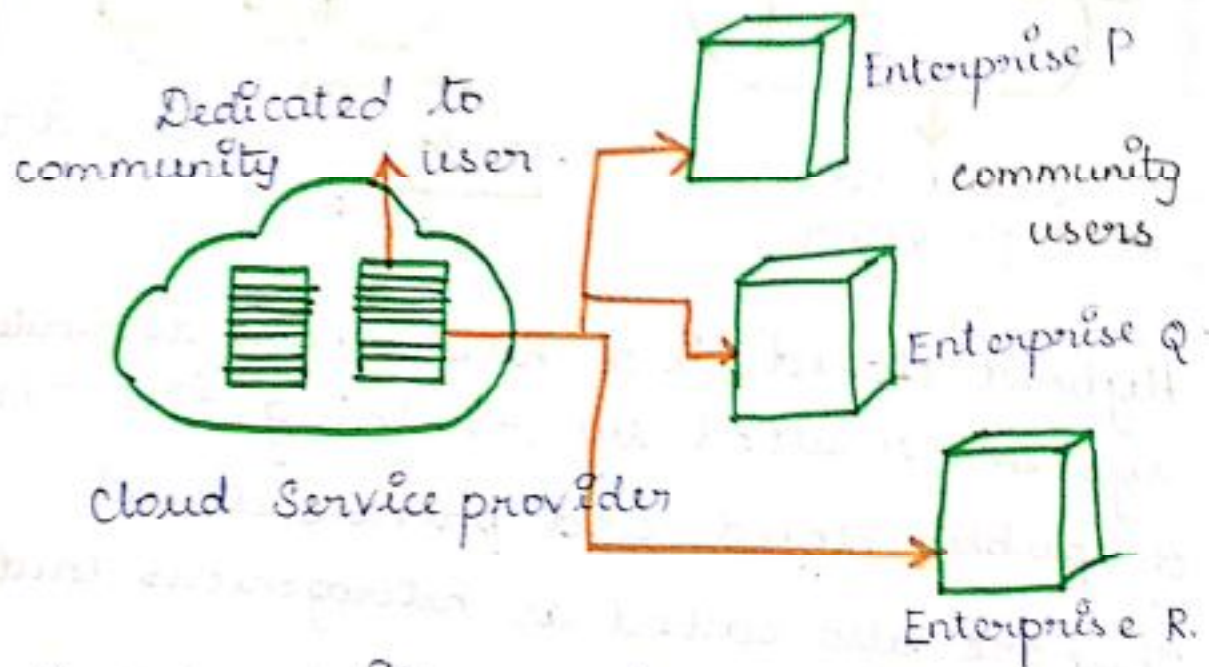 Dedicated to
community user
Enterprise P
community
users
Enterprise Q
Cloud Service provider
Enterprise R.